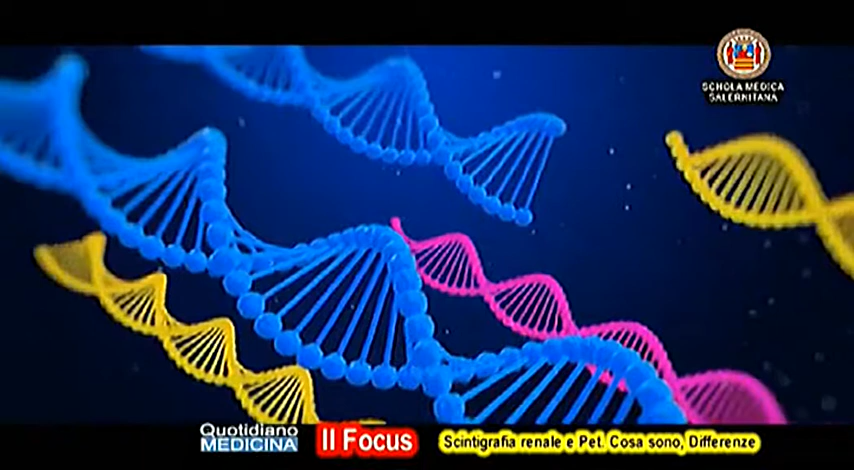 SCHOLA MEDICA
SALERNITANA
Quotidiano
MEDICINA
Il Focus
Scintigrafia renale e Pet. Cosa sono, Differenze